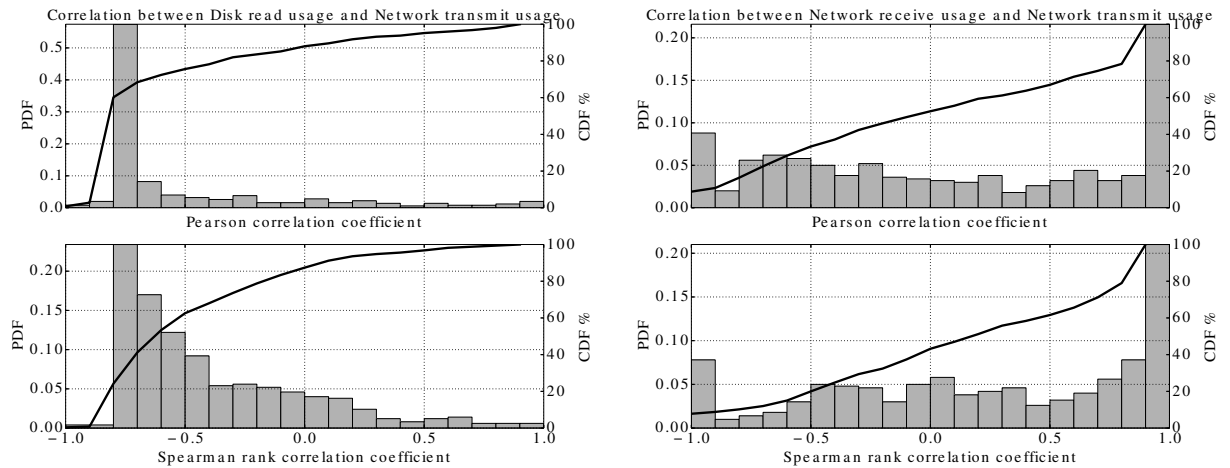 Correlation between Disk read usage and Network transmit usage
0.5
0.4
0.3
0.2
0.1
0.0
PDF
100
80
60
40
20
0
CDF %
Pearson correlation coefficient
0.20
0.15
0.10
0.05
0.00
PDF
100
80
60
40
20
0
CDF %
−1.0 −0.5 0.0 0.5 1.0
Spearman rank correlation coefficient
Correlation between Network receive usage and Network transmit usage
0.20
0.15
0.10
0.05
0.00
PDF
100
80
60
40
20
0
CDF %
Pearson correlation coefficient
0.20
0.15
0.10
0.05
0.00
PDF
100
80
60
40
20
0
CDF %
−1.0 −0.5 0.0 0.5 1.0
Spearman rank correlation coefficient